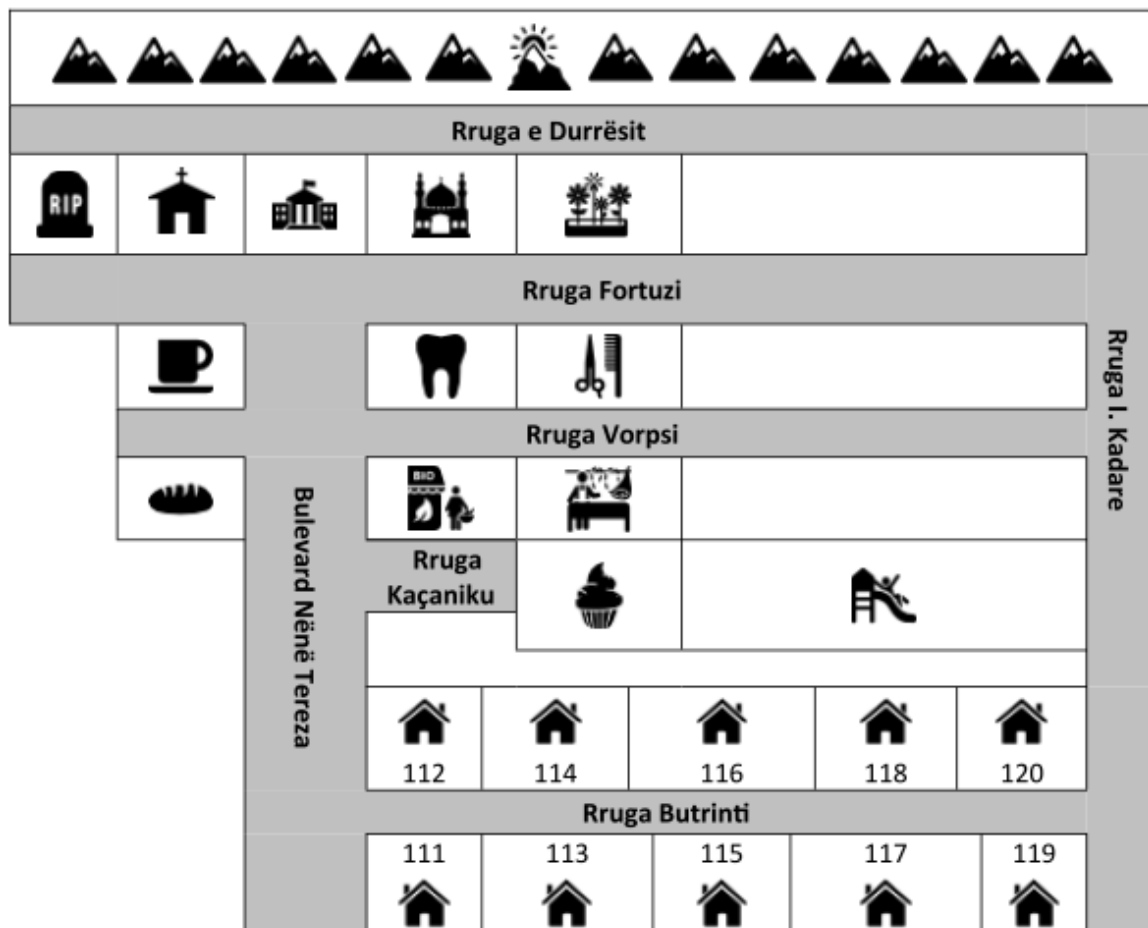 Rruga e Durrësit
RIP
Rruga Fortuzi
Rruga I. Kadare
Rruga Vorpsi
Bulevard Nënë Tereza
BIO
Rruga
Kaçaniku
112 114 116 118 120
Rruga Butrinti
111 113 115 117 119